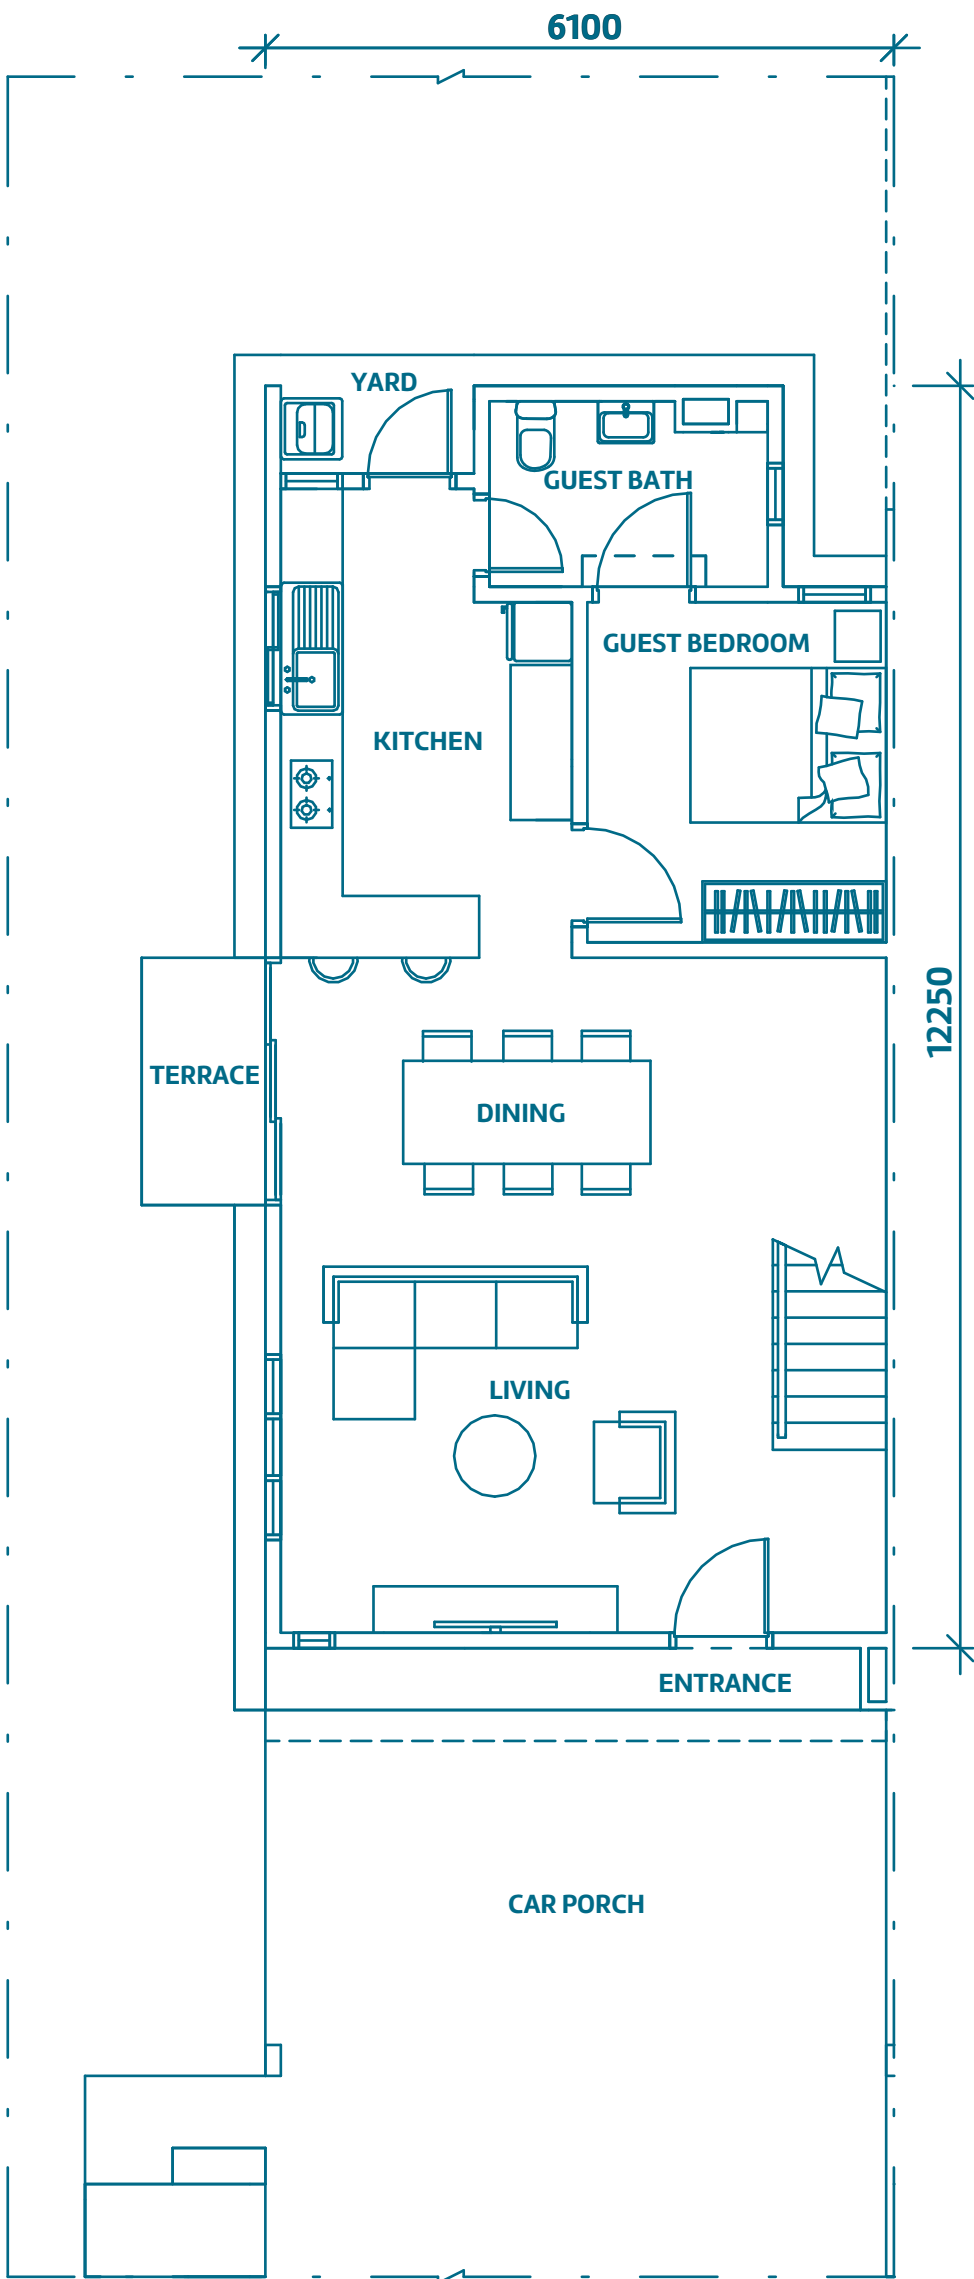 6100
YARD
GUEST BATH
GUEST BEDROOM
KITCHEN
12250
TERRACE
DINING
LIVING
ENTRANCE
CAR PORCH